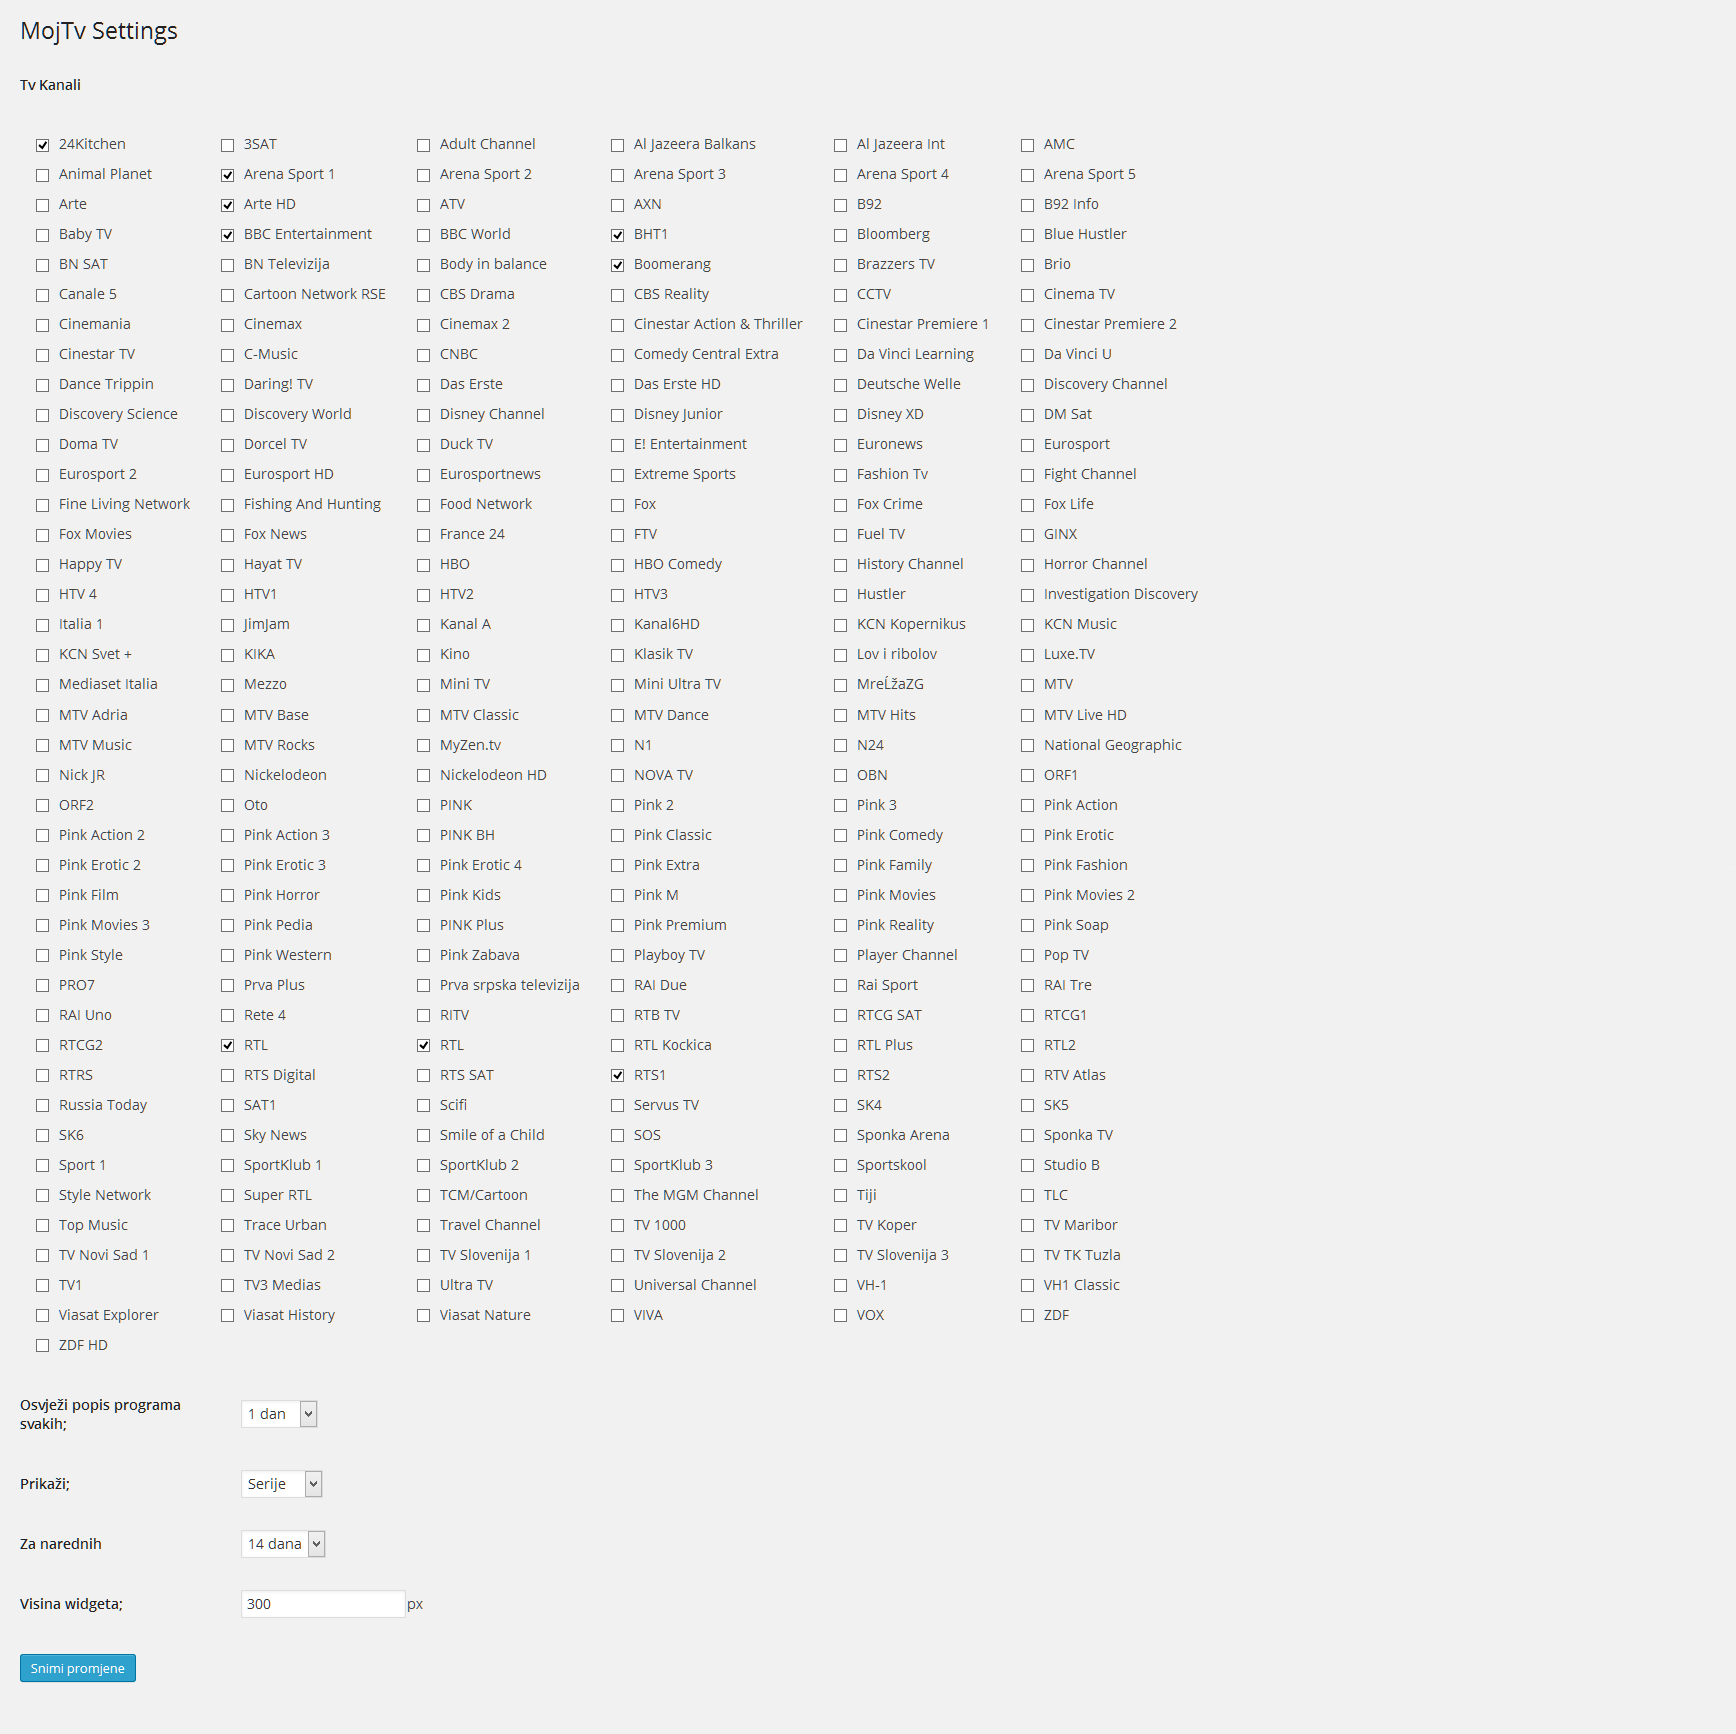 MojTv Settings
Tv Kanali
24Kitchen 3SAT Adult Channel Al Jazeera Balkans Al Jazeera Int AMC
Animal Planet Arena Sport 1 Arena Sport 2 Arena Sport 3 Arena Sport 4 Arena Sport 5
Arte Arte HD ATV AXN B92 B92 Info
Baby TV BBC Entertainment BBC World BHT1 Bloomberg Blue Hustler
BN SAT BN Televizija Body in balance Boomerang Brazzers TV Brio
Canale 5 Cartoon Network RSE CBS Drama CBS Reality CCTV Cinema TV
Cinemania Cinemax Cinemax 2 Cinestar Action & Thriller Cinestar Premiere 1 Cinestar Premiere 2
Cinestar TV C-Music CNBC Comedy Central Extra Da Vinci Learning Da Vinci U
Dance Trippin Daring! TV Das Erste Das Erste HD Deutsche Welle Discovery Channel
Discovery Science Discovery World Disney Channel Disney Junior Disney XD DM Sat
Doma TV Dorcel TV Duck TV E! Entertainment Euronews Eurosport
Eurosport 2 Eurosport HD Eurosportnews Extreme Sports Fashion Tv Fight Channel
Fine Living Network Fishing And Hunting Food Network Fox Fox Crime Fox Life
Fox Movies Fox News France 24 FTV Fuel TV GINX
Happy TV Hayat TV HBO HBO Comedy History Channel Horror Channel
HTV 4 HTV1 HTV2 HTV3 Hustler Investigation Discovery
Italia 1 JimJam Kanal A Kanal6HD KCN Kopernikus KCN Music
KCN Svet + KIKA Kino Klasik TV Lov i ribolov Luxe.TV
Mediaset Italia Mezzo Mini TV Mini Ultra TV MreĹžaZG MTV
MTV Adria MTV Base MTV Classic MTV Dance MTV Hits MTV Live HD
MTV Music MTV Rocks MyZen.tv N1 N24 National Geographic
Nick JR Nickelodeon Nickelodeon HD NOVA TV OBN ORF1
ORF2 Oto PINK Pink 2 Pink 3 Pink Action
Pink Action 2 Pink Action 3 PINK BH Pink Classic Pink Comedy Pink Erotic
Pink Erotic 2 Pink Erotic 3 Pink Erotic 4 Pink Extra Pink Family Pink Fashion
Pink Film Pink Horror Pink Kids Pink M Pink Movies Pink Movies 2
Pink Movies 3 Pink Pedia PINK Plus Pink Premium Pink Reality Pink Soap
Pink Style Pink Western Pink Zabava Playboy TV Player Channel Pop TV
PRO7 Prva Plus Prva srpska televizija RAI Due Rai Sport RAI Tre
RAI Uno Rete 4 RITV RTB TV RTCG SAT RTCG1
RTCG2 RTL RTL RTL Kockica RTL Plus RTL2
RTRS RTS Digital RTS SAT RTS1 RTS2 RTV Atlas
Russia Today SAT1 Scifi Servus TV SK4 SK5
SK6 Sky News Smile of a Child SOS Sponka Arena Sponka TV
Sport 1 SportKlub 1 SportKlub 2 SportKlub 3 Sportskool Studio B
Style Network Super RTL TCM/Cartoon The MGM Channel Tiji TLC
Top Music Trace Urban Travel Channel TV 1000 TV Koper TV Maribor
TV Novi Sad 1 TV Novi Sad 2 TV Slovenija 1 TV Slovenija 2 TV Slovenija 3 TV TK Tuzla
TV1 TV3 Medias Ultra TV Universal Channel VH-1 VH1 Classic
Viasat Explorer Viasat History Viasat Nature VIVA VOX ZDF
ZDF HD
Osvježi popis programa
svakih;
1 dan
Prikaži; Serije
Za narednih 14 dana
Visina widgeta; 300 px
Snimi promjene